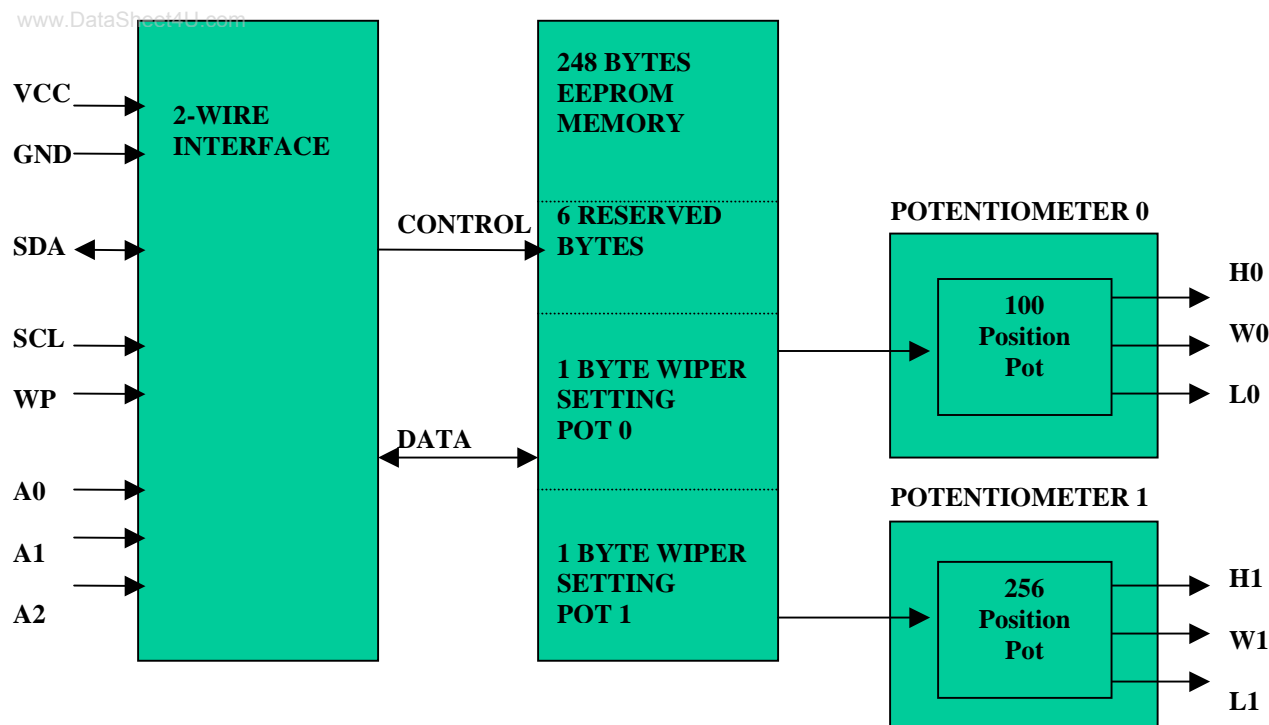 www.DataSheet4U.com
VCC
GND
SDA
SCL
WP
A0
A1
A2
2-WIRE
INTERFACE
CONTROL
DATA
248 BYTES
EEPROM
MEMORY
6 RESERVED
BYTES
1 BYTE WIPER
SETTING
POT 0
1 BYTE WIPER
SETTING
POT 1
POTENTIOMETER 0
100
Position
Pot
H0
W0
L0
POTENTIOMETER 1
256
Position
Pot
H1
W1
L1